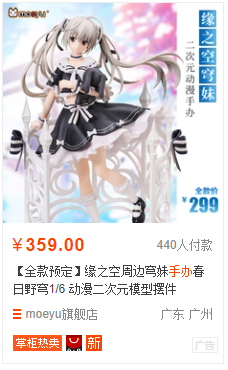 moeyu
缘之空穹妹
二次元动漫手办
全款价
¥299
¥359.00 440人付款
【全款预定】缘之空周边穹妹手办春
日野穹1/6 动漫二次元模型摆件
moeyu旗舰店 广东 广州
掌柜热卖 新
广告